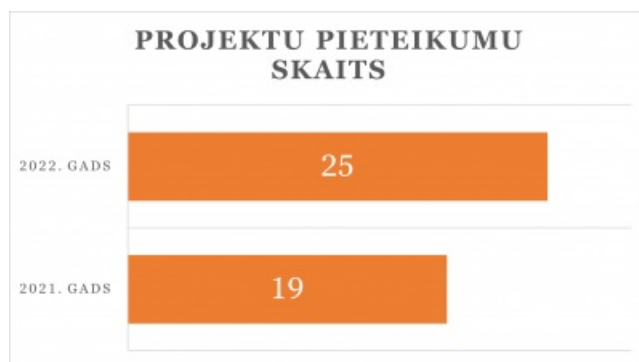 PROJEKTU PIETEIKUMU
SKAITS
2022. GADS
25
2021. GADS
19